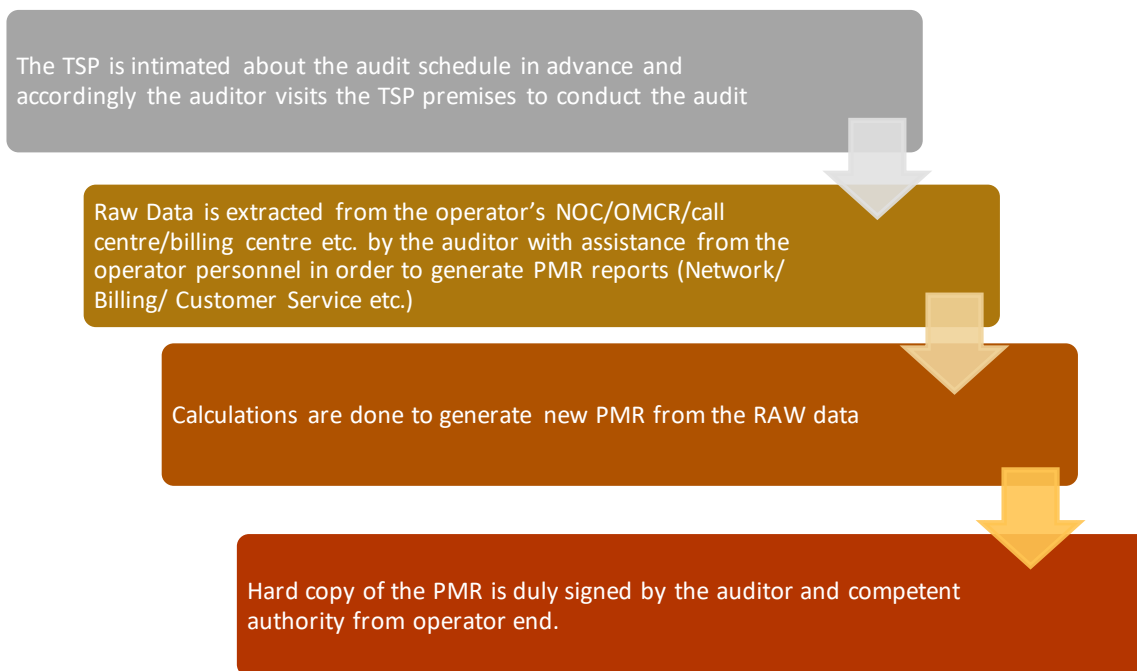 The TSP is intimated about the audit schedule in advance and
accordingly the auditor visits the TSP premises to conduct the audit
Raw Data is extracted from the operator’s NOC/OMCR/call
centre/billing centre etc. by the auditor with assistance from the
operator personnel in order to generate PMR reports (Network/
Billing/ Customer Service etc.)
Calculations are done to generate new PMR from the RAW data
Hard copy of the PMR is duly signed by the auditor and competent
authority from operator end.